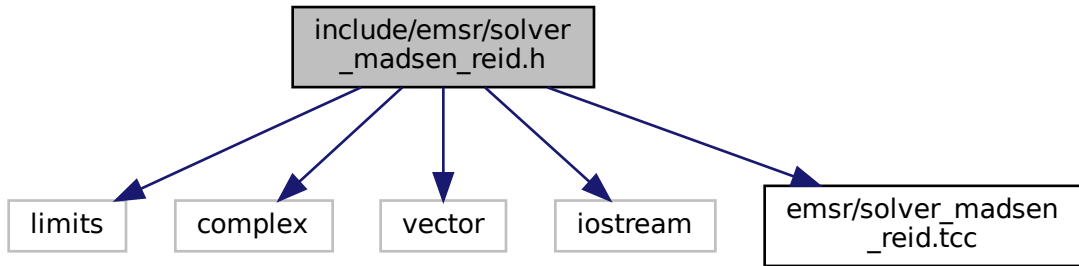 include/emsr/solver
_madsen_reid.h
limits
complex
vector
iostream
emsr/solver_madsen
_reid.tcc